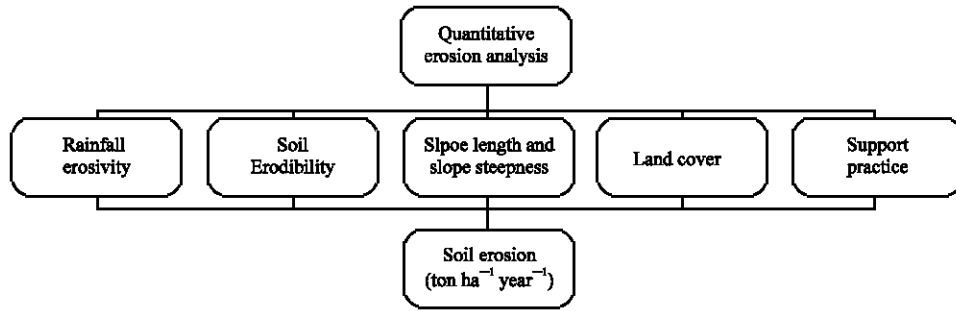 Quantitative
erosion analysis
Rainfall
erosivity
Soil
Erodibility
Slpoe length and
slope steepness
Land cover
Support
practice
Soil erosion
(ton ha⁻¹ year⁻¹)